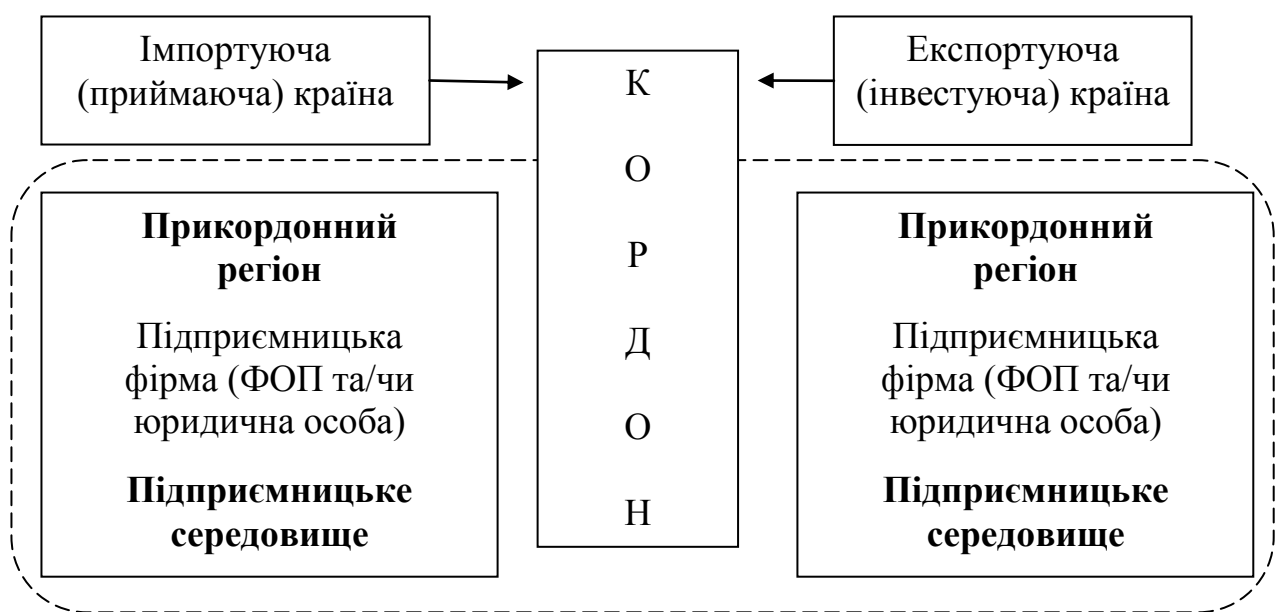 Імпортуюча
(приймаюча) країна
К
О
Р
Д
О
Н
Експортуюча
(інвестуюча) країна
Прикордонний
регіон
Підприємницька
фірма (ФОП та/чи
юридична особа)
Підприємницьке
середовище
Прикордонний
регіон
Підприємницька
фірма (ФОП та/чи
юридична особа)
Підприємницьке
середовище